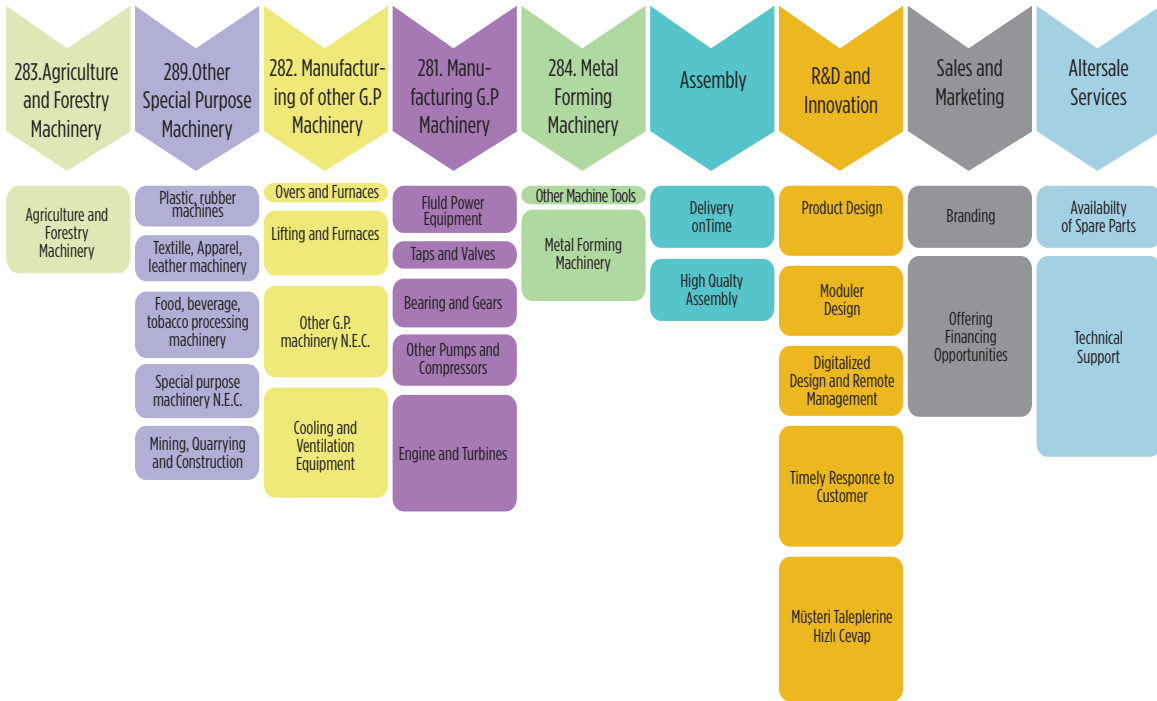 283.Agriculture
and Forestry
Machinery
289.Other
Special Purpose
Machinery
282. Manufactur-
ing of other G.P
Machinery
281. Manu-
facturing G.P
Machinery
284. Metal
Forming
Machinery
Assembly
R&D and
Innovation
Sales and
Marketing
Altersale
Services
Agriculture and
Forestry
Machinery
Plastic, rubber
machines
Textille, Apparel,
leather machinery
Food, beverage,
tobacco processing
machinery
Special purpose
machinery N.E.C.
Mining, Quarrying
and Construction
Overs and Furnaces
Lifting and Furnaces
Other G.P.
machinery N.E.C.
Cooling and
Ventilation
Equipment
Fluid Power
Equipment
Taps and Valves
Bearing and Gears
Other Pumps and
Compressors
Engine and Turbines
Other Machine Tools
Metal Forming
Machinery
Delivery
onTime
High Qualty
Assembly
Product Design
Moduler
Design
Digitalized
Design and Remote
Management
Timely Responce to
Customer
Müşteri Taleplerine
Hızlı Cevap
Branding
Offering
Financing
Opportunities
Availabilty
of Spare Parts
Technical
Support